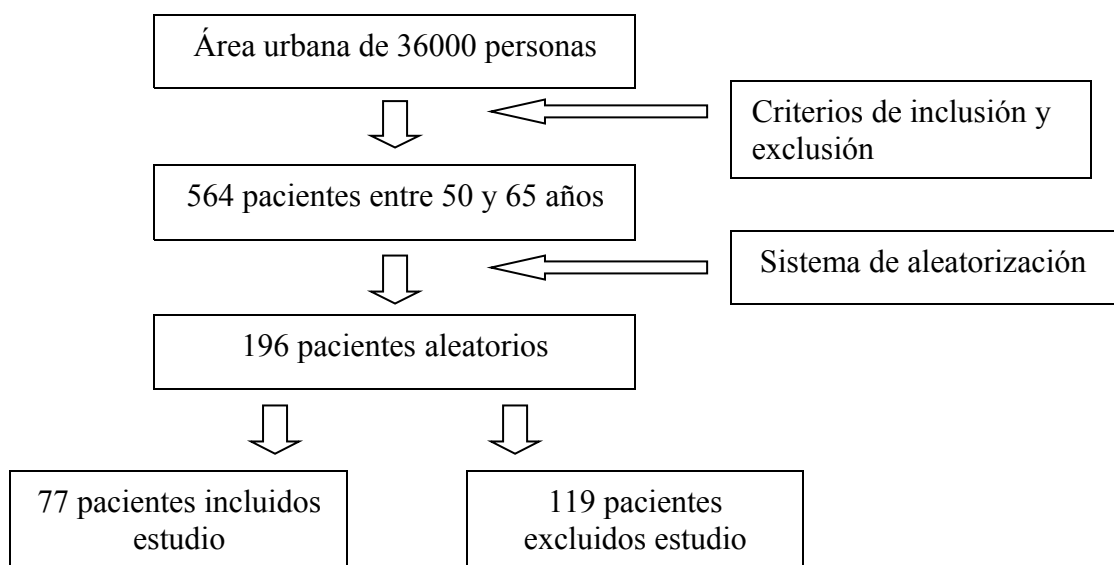 Área urbana de 36000 personas
Criterios de inclusión y
exclusión
564 pacientes entre 50 y 65 años
Sistema de aleatorización
196 pacientes aleatorios
77 pacientes incluidos
estudio
119 pacientes
excluidos estudio